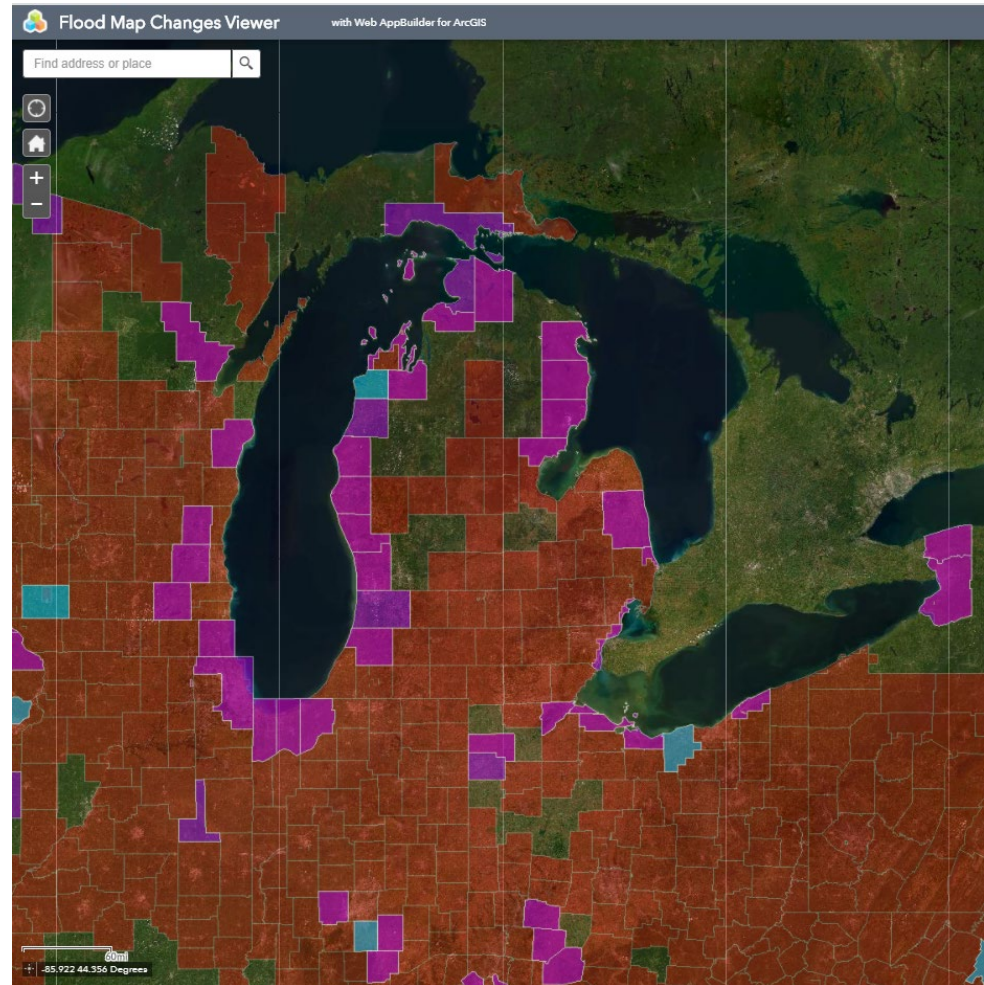 Flood Map Changes Viewer
with Web AppBuilder for ArcGIS
Find address or place
+
−
60mi
-85.922 44.356 Degrees